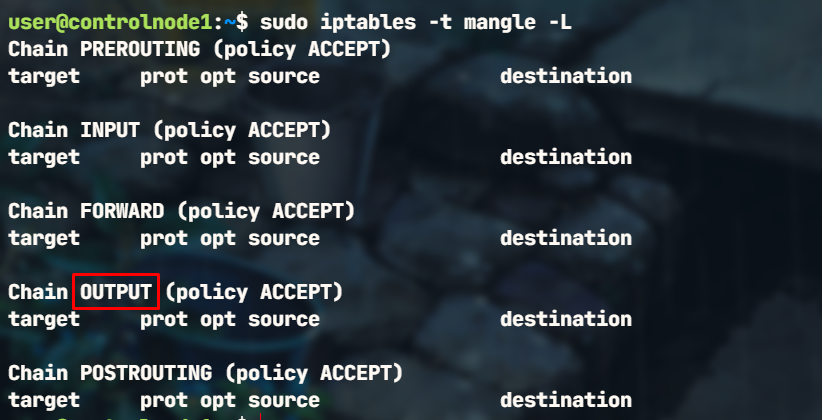 user@controlnode1:~$ sudo iptables -t mangle -L
Chain PREROUTING (policy ACCEPT)
target     prot opt source               destination

Chain INPUT (policy ACCEPT)
target     prot opt source               destination

Chain FORWARD (policy ACCEPT)
target     prot opt source               destination

Chain OUTPUT (policy ACCEPT)
target     prot opt source               destination

Chain POSTROUTING (policy ACCEPT)
target     prot opt source               destination